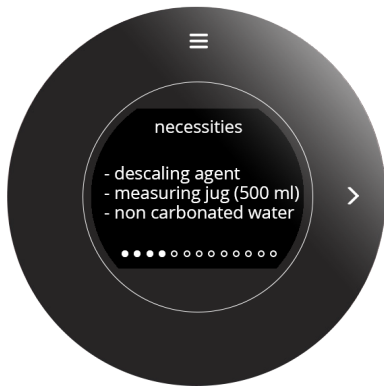 necessities
- descaling agent
- measuring jug (500 ml)
- non carbonated water